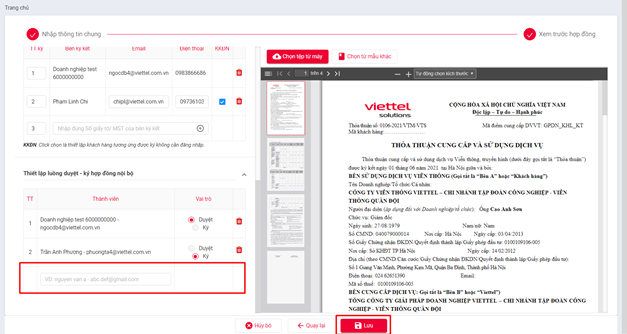 Trang chủ
Nhập thông tin chung
Xem trước hợp đồng
TT ký Bên ký kết Email Điện thoại KKĐN
1 Doanh nghiệp test 6000000000 ngocdb4@viettel.com.vn 0983866686
2 Phạm Linh Chi chipl@viettel.com.vn 09736103
3 Nhập đúng Số giấy tờ/ MST của bên ký kết
KKĐN: Click chọn là thiết lập khách hàng tương ứng được ký không cần đăng nhập.
Thiết lập luồng duyệt - ký hợp đồng nội bộ
TT Thành viên Vai trò
1 Doanh nghiệp test 6000000000 - ngocdb4@viettel.com.vn Duyệt
Ký
2 Trần Anh Phương - phuongta4@viettel.com.vn Duyệt
Ký
VD: nguyen van a - abc.def@gmail.com
Chọn tệp từ máy
Chọn từ mẫu khác
1 trên 4
Tự động chọn kích thước
viettel
solutions
CỘNG HÒA XÃ HỘI CHỦ NGHĨA VIỆT NAM
Độc lập – Tự do – Hạnh phúc
Thỏa thuận số: 0106-2021/VTM-VTS
Mã khách hàng:
Mã điểm cung cấp DVVT: GPDN_KHL_KT
THỎA THUẬN CUNG CẤP VÀ SỬ DỤNG DỊCH VỤ
Thỏa thuận cung cấp và sử dụng dịch vụ Viễn thông, truyền hình (dưới đây gọi tắt là "Thỏa thuận")
được ký kết ngày 01 tháng 06 năm 2021 tại Hà Nội giữa và bởi:
BÊN SỬ DỤNG DỊCH VỤ VIỄN THÔNG (Gọi tắt là "Bên A" hoặc "Khách hàng")
Tên Doanh nghiệp/Tổ chức/Cá nhân:
CÔNG TY VIỄN THÔNG VIETTEL – CHI NHÁNH TẬP ĐOÀN CÔNG NGHIỆP - VIỄN
THÔNG QUÂN ĐỘI
Người đại diện (áp dụng đối với Doanh nghiệp/tổ chức): Ông Cao Anh Sơn
Chức vụ: Giám đốc
Ngày sinh: 27/08/1979 Nam/nữ: Nam
Số CMND: 040079000014 Nơi cấp: Hà Nội Ngày cấp: 03/04/2013
Số Giấy Chứng nhận ĐKDN/Quyết định thành lập/Giấy phép đầu tư: 0100109106-005
Nơi cấp: Sở KHĐT Hà Nội Ngày cấp: 14/02/2012
Địa chỉ (theo CMND/Căn cước/Giấy Chứng nhận ĐKDN/Quyết định thành lập/Giấy phép đầu tư):
Số 1 Giang Văn Minh, Phường Kim Mã, Quận Ba Đình, Thành phố Hà Nội
Điện thoại: 024 62651390 Email:
Mã số thuế: 0100109106-005
BÊN CUNG CẤP DỊCH VỤ: Gọi tắt là "Bên B" hoặc "Viettel")
TỔNG CÔNG TY GIẢI PHÁP DOANH NGHIỆP VIETTEL – CHI NHÁNH TẬP ĐOÀN CÔNG
NGHIỆP - VIỄN THÔNG QUÂN ĐỘI
Hủy bỏ
Quay lại
Lưu